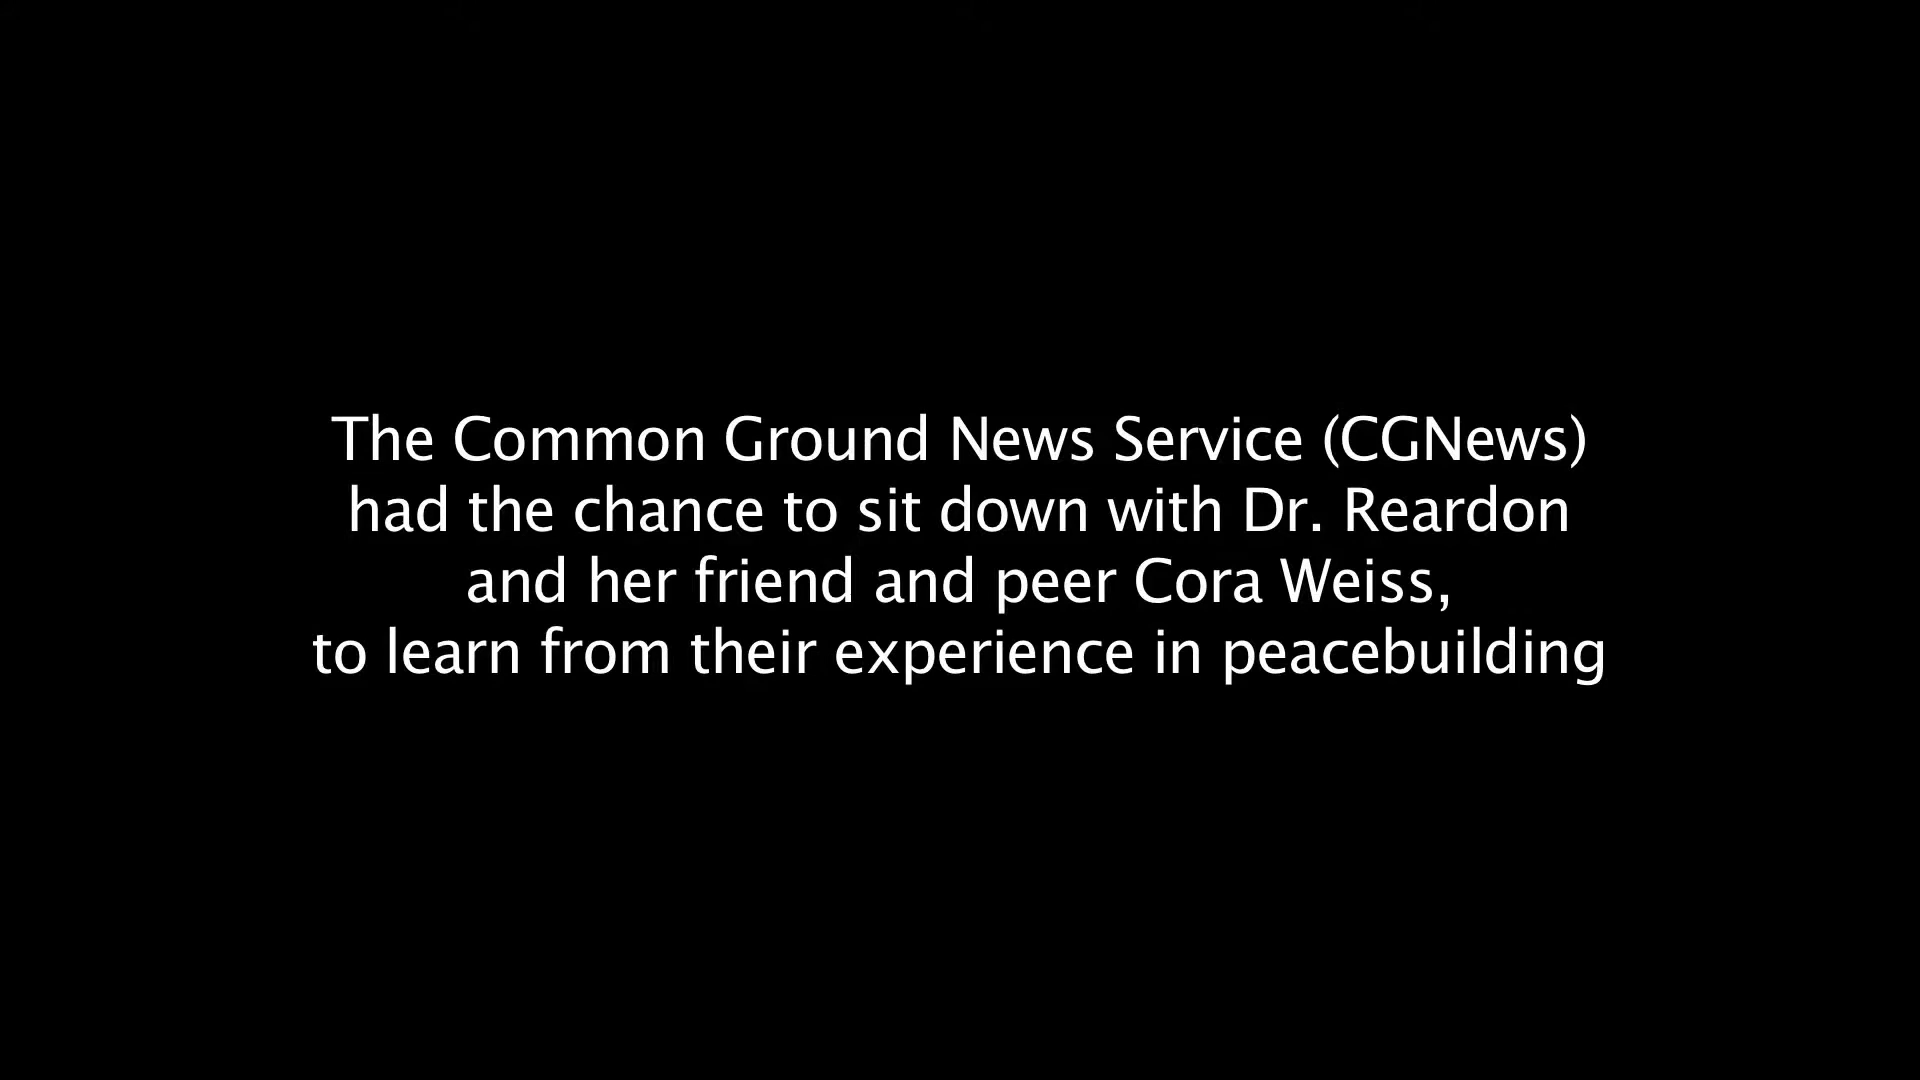 The Common Ground News Service (CGNews)
had the chance to sit down with Dr. Reardon
and her friend and peer Cora Weiss,
to learn from their experience in peacebuilding